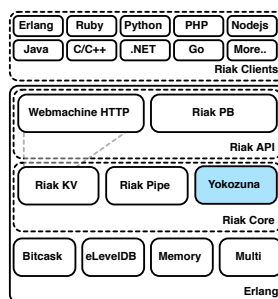 Erlang Ruby Python PHP Nodejs
Java C/C++ .NET Go More..
Riak Clients
Webmachine HTTP Riak PB
Riak API
Riak KV Riak Pipe Yokozuna
Riak Core
Bitcask eLevelDB Memory Multi
Erlang